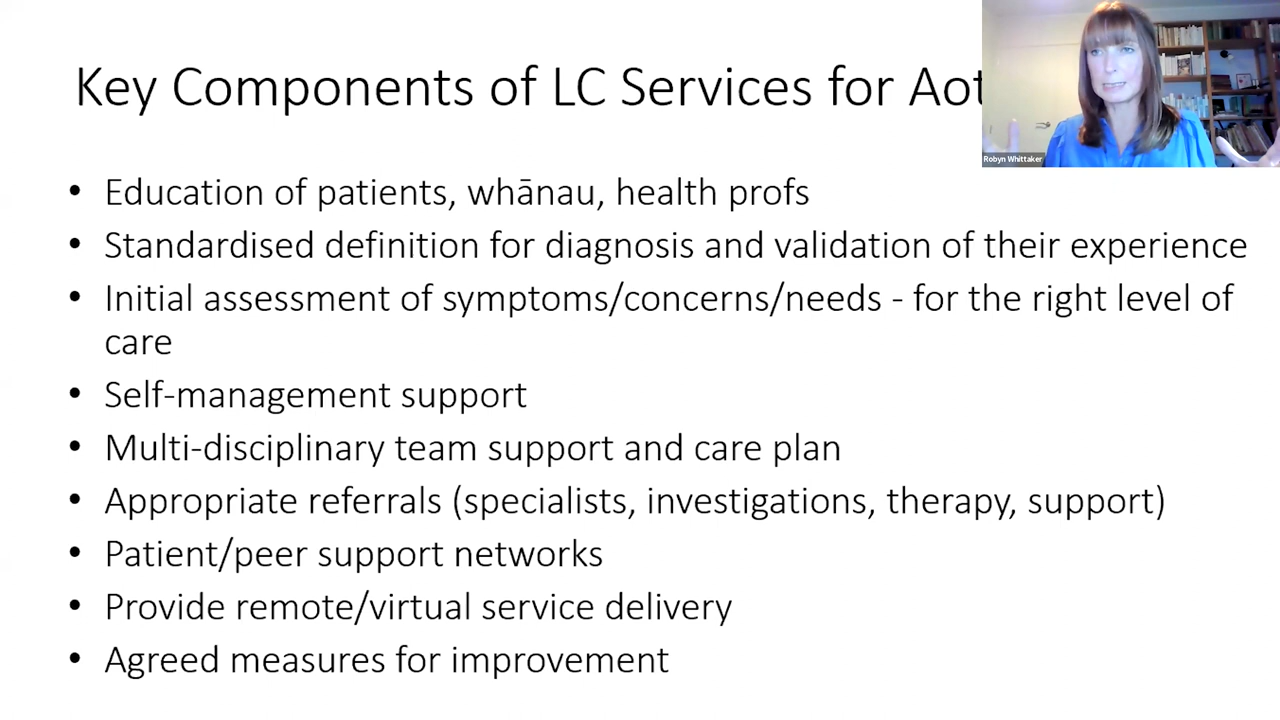 Key Components of LC Services for Aot
Robyn Whittaker
• Education of patients, whānau, health profs
• Standardised definition for diagnosis and validation of their experience
• Initial assessment of symptoms/concerns/needs - for the right level of
care
• Self-management support
• Multi-disciplinary team support and care plan
• Appropriate referrals (specialists, investigations, therapy, support)
• Patient/peer support networks
• Provide remote/virtual service delivery
• Agreed measures for improvement